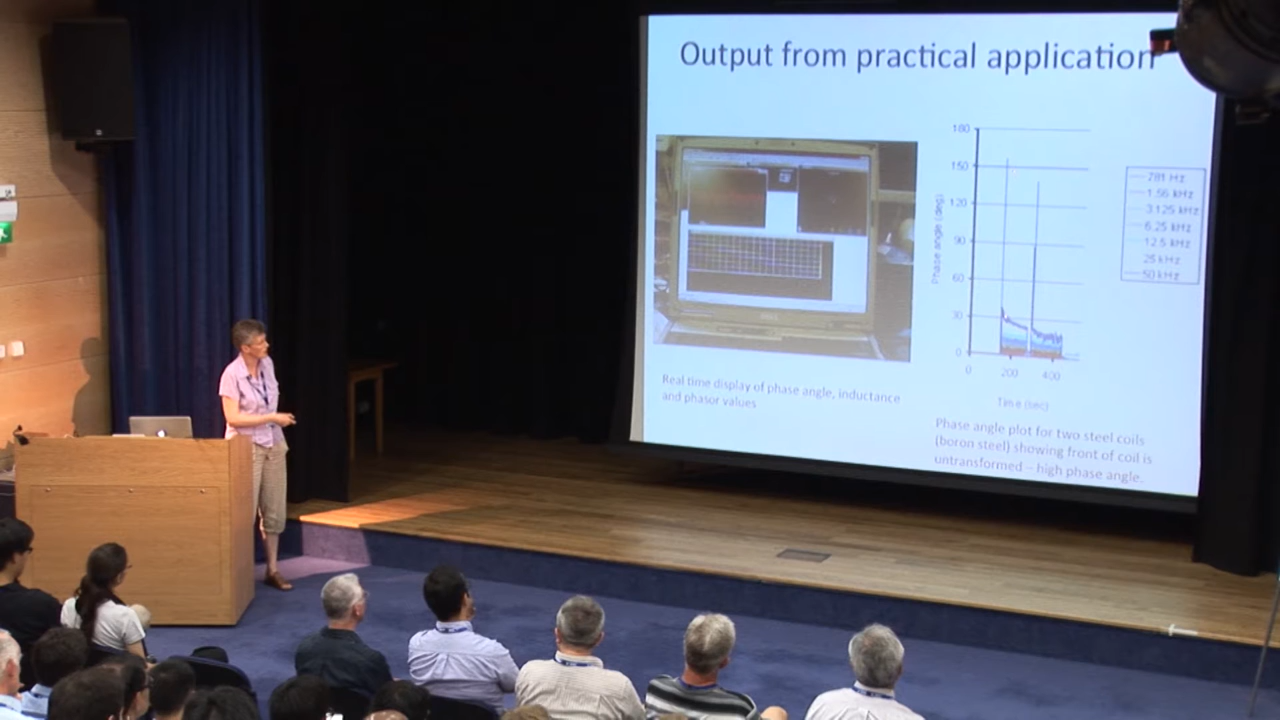 Output from practical application
180
150
120
90
60
30
0
Phase angle (deg)
0
200
400
Time (sec)
781 Hz
1.56 kHz
3.125 kHz
6.25 kHz
12.5 kHz
25 kHz
50 kHz
Real time display of phase angle, inductance
and phasor values
Phase angle plot for two steel coils
(boron steel) showing front of coil is
untransformed – high phase angle.